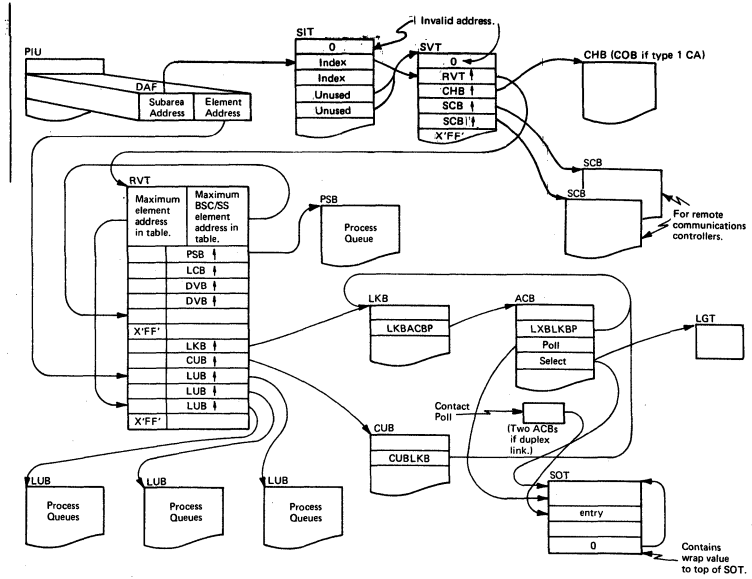 PIU
DAF
Subarea Address
Element Address
SIT
0
Index
Index
Unused
Unused
Invalid address.
SVT
0
RVT
CHB
SCB
SCB
X'FF'
CHB (COB if type 1 CA)
SCB
SCB
For remote
communications
controllers.
RVT
Maximum
element
address
in table.
Maximum
BSC/SS
element
address in
table.
PSB
LCB
DVB
DVB
X'FF'
LKB
CUB
LUB
LUB
LUB
X'FF'
PSB
Process
Queue
LKB
LKBACBP
ACB
LXBLKBP
Poll
Select
LGT
Contact
Poll
(Two ACBs
if duplex
link.)
CUB
CUBLKB
SOT
entry
0
Contains
wrap value
to top of SOT.
LUB
Process
Queues
LUB
Process
Queues
LUB
Process
Queues